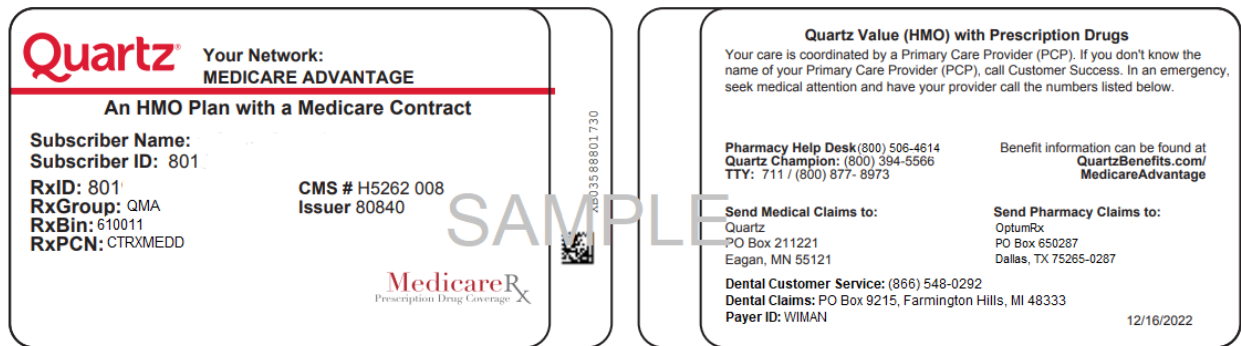 Quartz
Your Network:
MEDICARE ADVANTAGE
An HMO Plan with a Medicare Contract
Subscriber Name:
Subscriber ID: 801
RxID: 801
RxGroup: QMA
RxBin: 610011
RxPCN: CTRXMEDD
CMS # H5262 008
Issuer 80840
MedicareRx
Prescription Drug Coverage
XB03588801730
SAMPLE
Quartz Value (HMO) with Prescription Drugs
Your care is coordinated by a Primary Care Provider (PCP). If you don't know the
name of your Primary Care Provider (PCP), call Customer Success. In an emergency,
seek medical attention and have your provider call the numbers listed below.
Pharmacy Help Desk(800) 506-4614
Quartz Champion: (800) 394-5566
TTY: 711 / (800) 877- 8973
Benefit information can be found at
QuartzBenefits.com/
MedicareAdvantage
Send Medical Claims to:
Quartz
PO Box 211221
Eagan, MN 55121
Send Pharmacy Claims to:
OptumRx
PO Box 650287
Dallas, TX 75265-0287
Dental Customer Service: (866) 548-0292
Dental Claims: PO Box 9215, Farmington Hills, MI 48333
Payer ID: WIMAN
12/16/2022